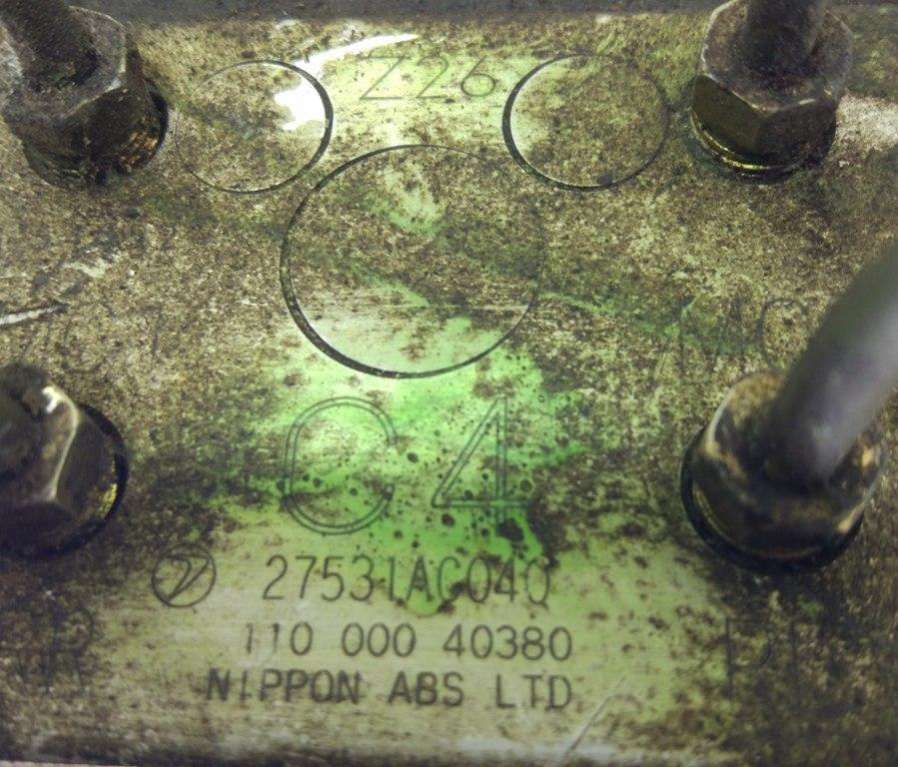 Z26
C4
27531AC040
110 000 40380
NIPPON ABS LTD